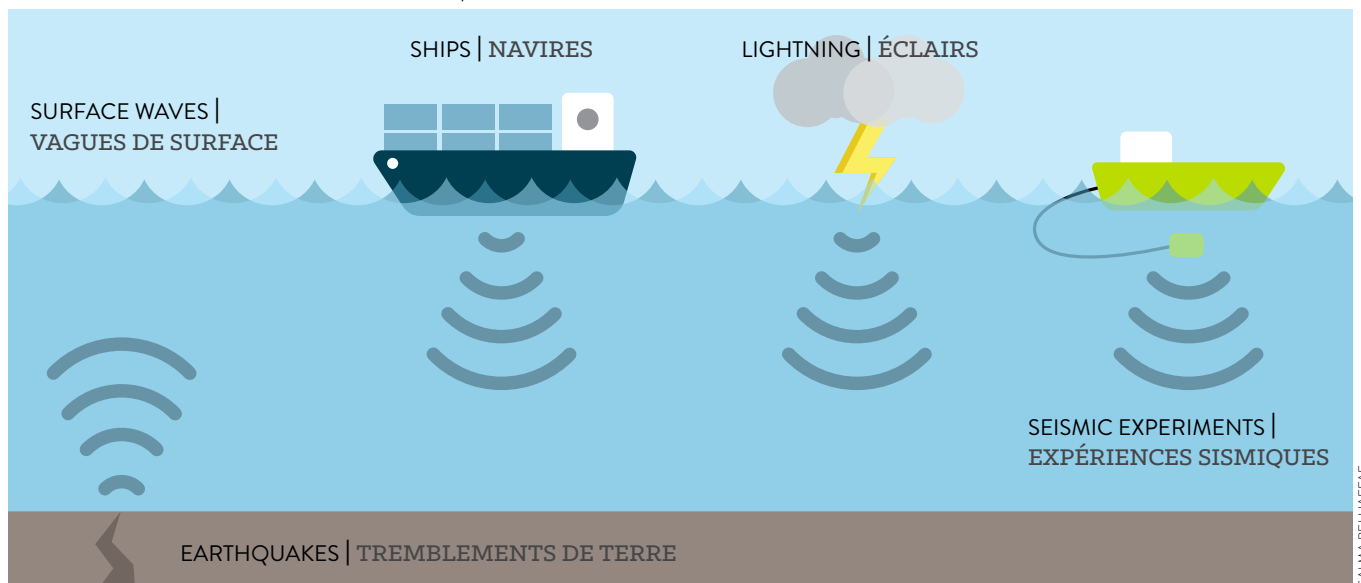 SHIPS | NAVIRES
LIGHTNING | ÉCLAIRS
SURFACE WAVES |
VAGUES DE SURFACE
SEISMIC EXPERIMENTS |
EXPÉRIENCES SISMIQUES
EARTHQUAKES | TREMBLEMENTS DE TERRE